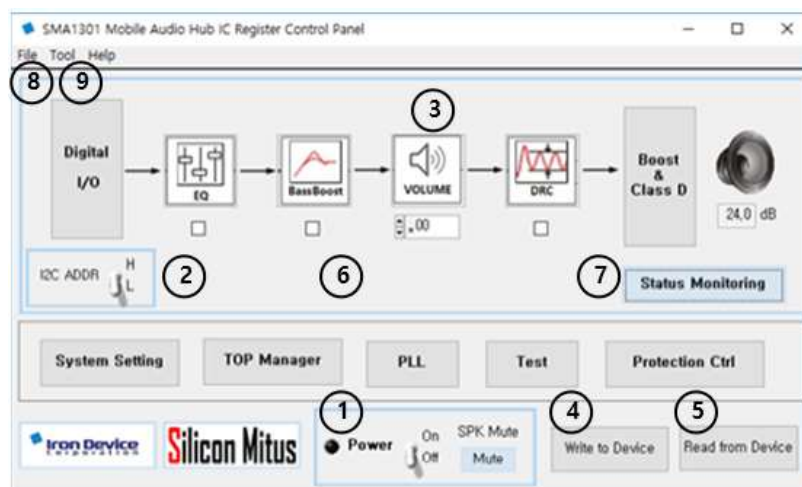 SMA1301 Mobile Audio Hub IC Register Control Panel
File Tool Help
8 9
3
Digital
I/O
EQ
BassBoost
VOLUME
DRC
Boost
&
Class D
.00
24,0 dB
I2C ADDR
H
L
2
6
7
Status Monitoring
System Setting
TOP Manager
PLL
Test
Protection Ctrl
1
4
5
Iron Device
Corporation
Silicon Mitus
Power
On
Off
SPK Mute
Mute
Write to Device
Read from Device